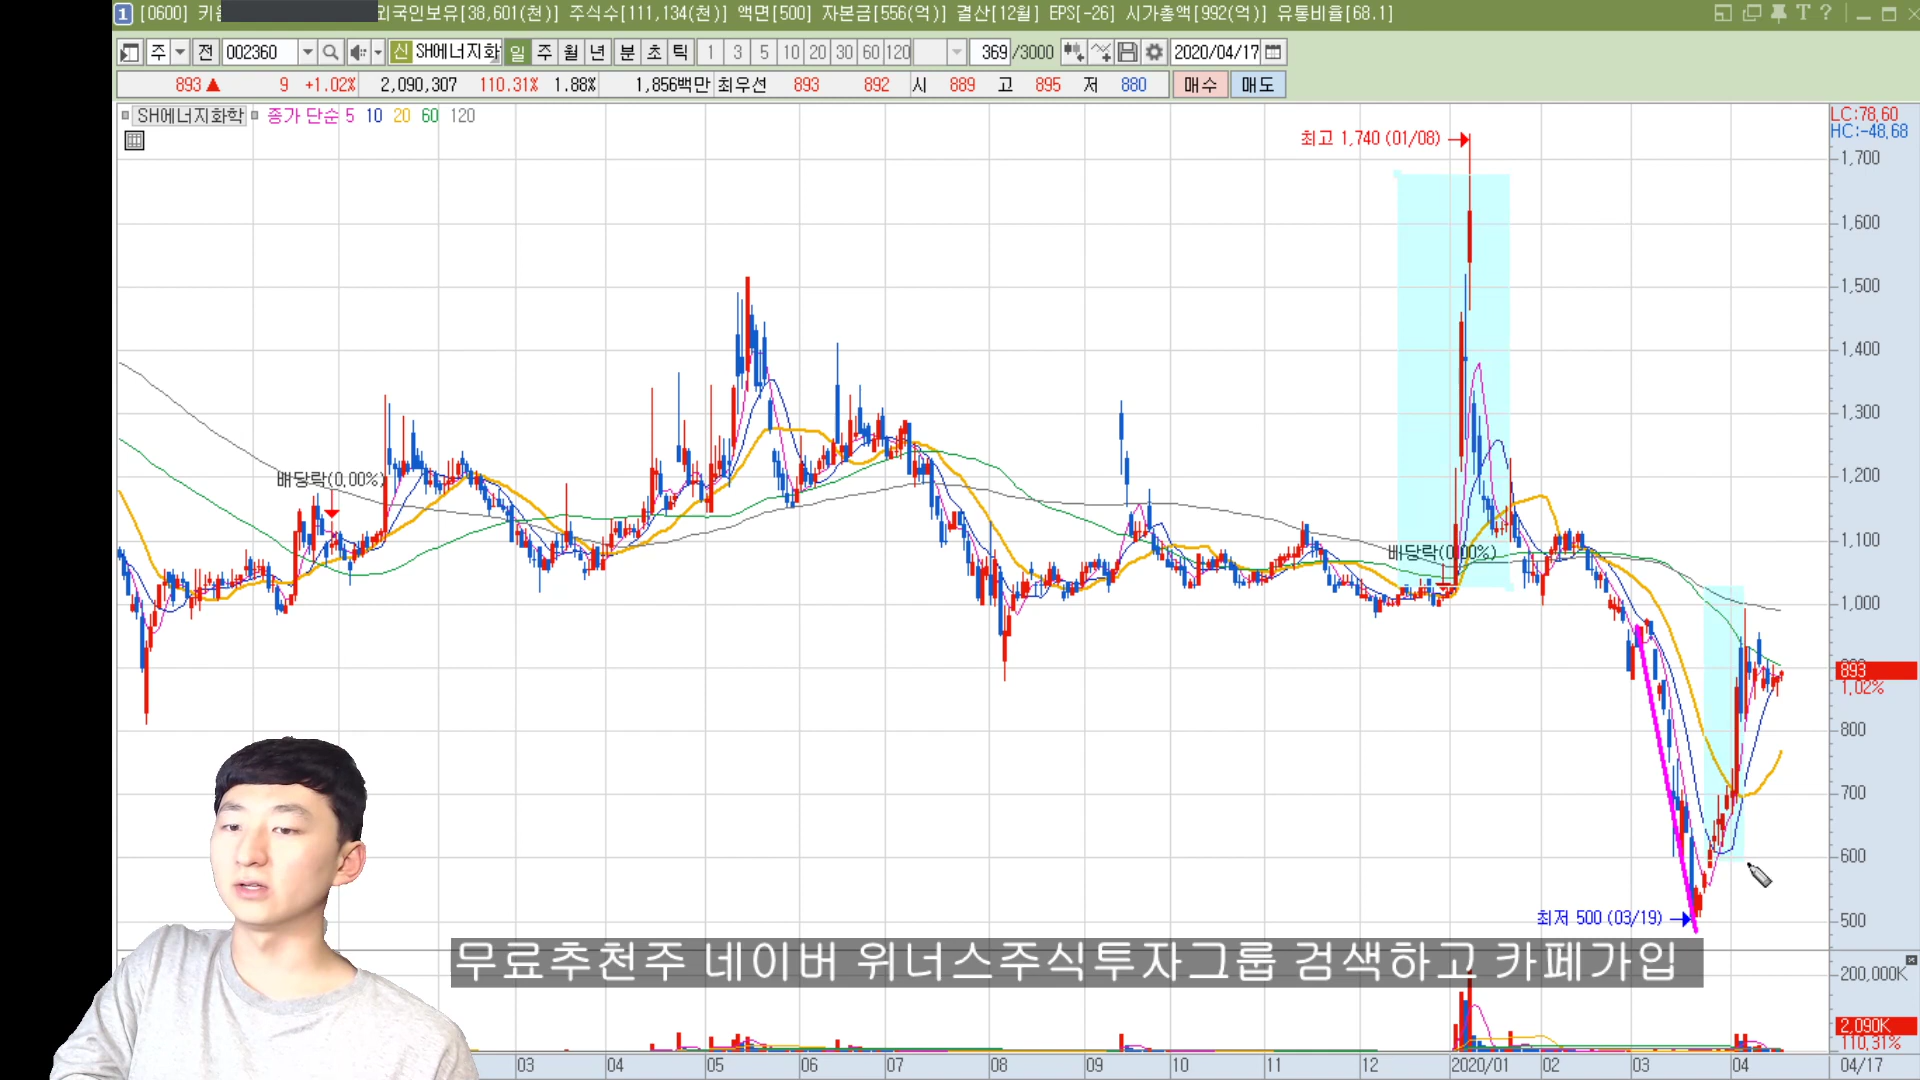 1 [0600] 키움 외국인보유[38,601(천)] 주식수[111,134(천)] 액면[500] 자본금[556(억)] 결산[12월] EPS[-26] 시가총액[992(억)] 유통비율[68.1] T ?
주 전 002360 신 SH에너지화학 일 주 월 년 분 초 틱 1 3 5 10 20 30 60 120 369 /3000 2020/04/17
893 ▲ 9 +1.02% 2,090,307 110.31% 1.88% 1,856백만 최우선 893 892 시 889 고 895 저 880 매수 매도
SH에너지화학 종가 단순 5 10 20 60 120
LC:78.60
HC:-48.68
최고 1,740 (01/08)
1,700
1,600
1,500
1,400
1,300
1,200
배당락(0.00%)
1,100
배당락(0.00%)
1,000
893
1.02%
800
700
600
최저 500 (03/19)
500
무료추천주 네이버 위너스주식투자그룹 검색하고 카페가입
200,000K
2,090K
110.31%
03 04 05 06 07 08 09 10 11 12 2020/01 02 03 04 04/17